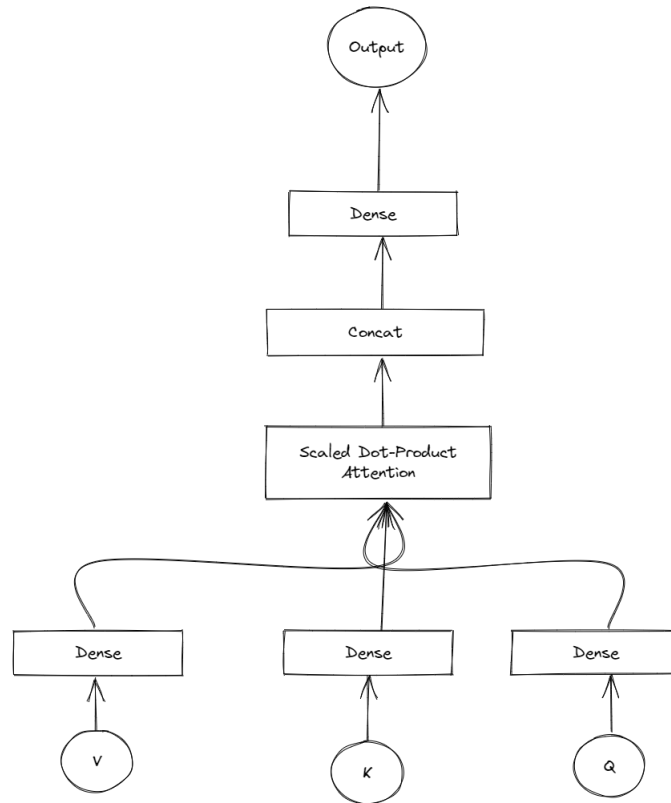 Output
Dense
Concat
Scaled Dot-Product
Attention
Dense
Dense
Dense
V
K
Q